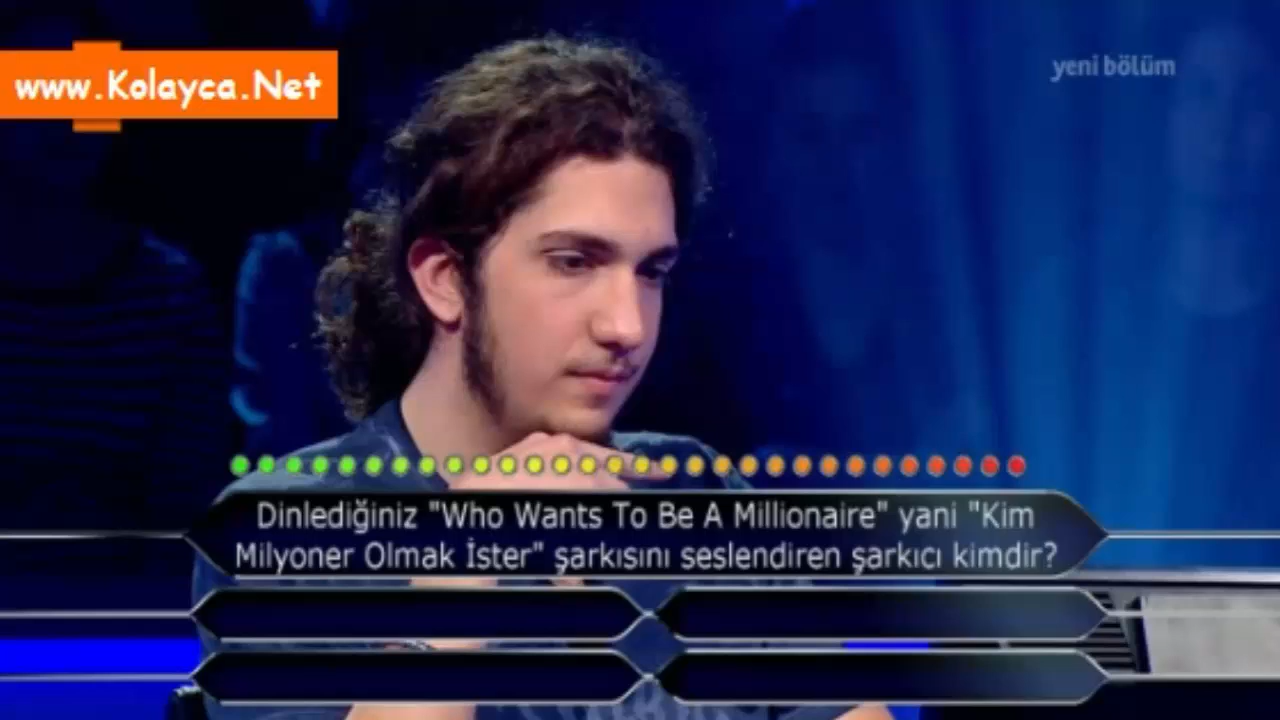 www.Kolayca.Net
yeni bölüm
Dinlediğiniz "Who Wants To Be A Millionaire" yani "Kim
Milyoner Olmak İster" şarkısını seslendiren şarkıcı kimdir?